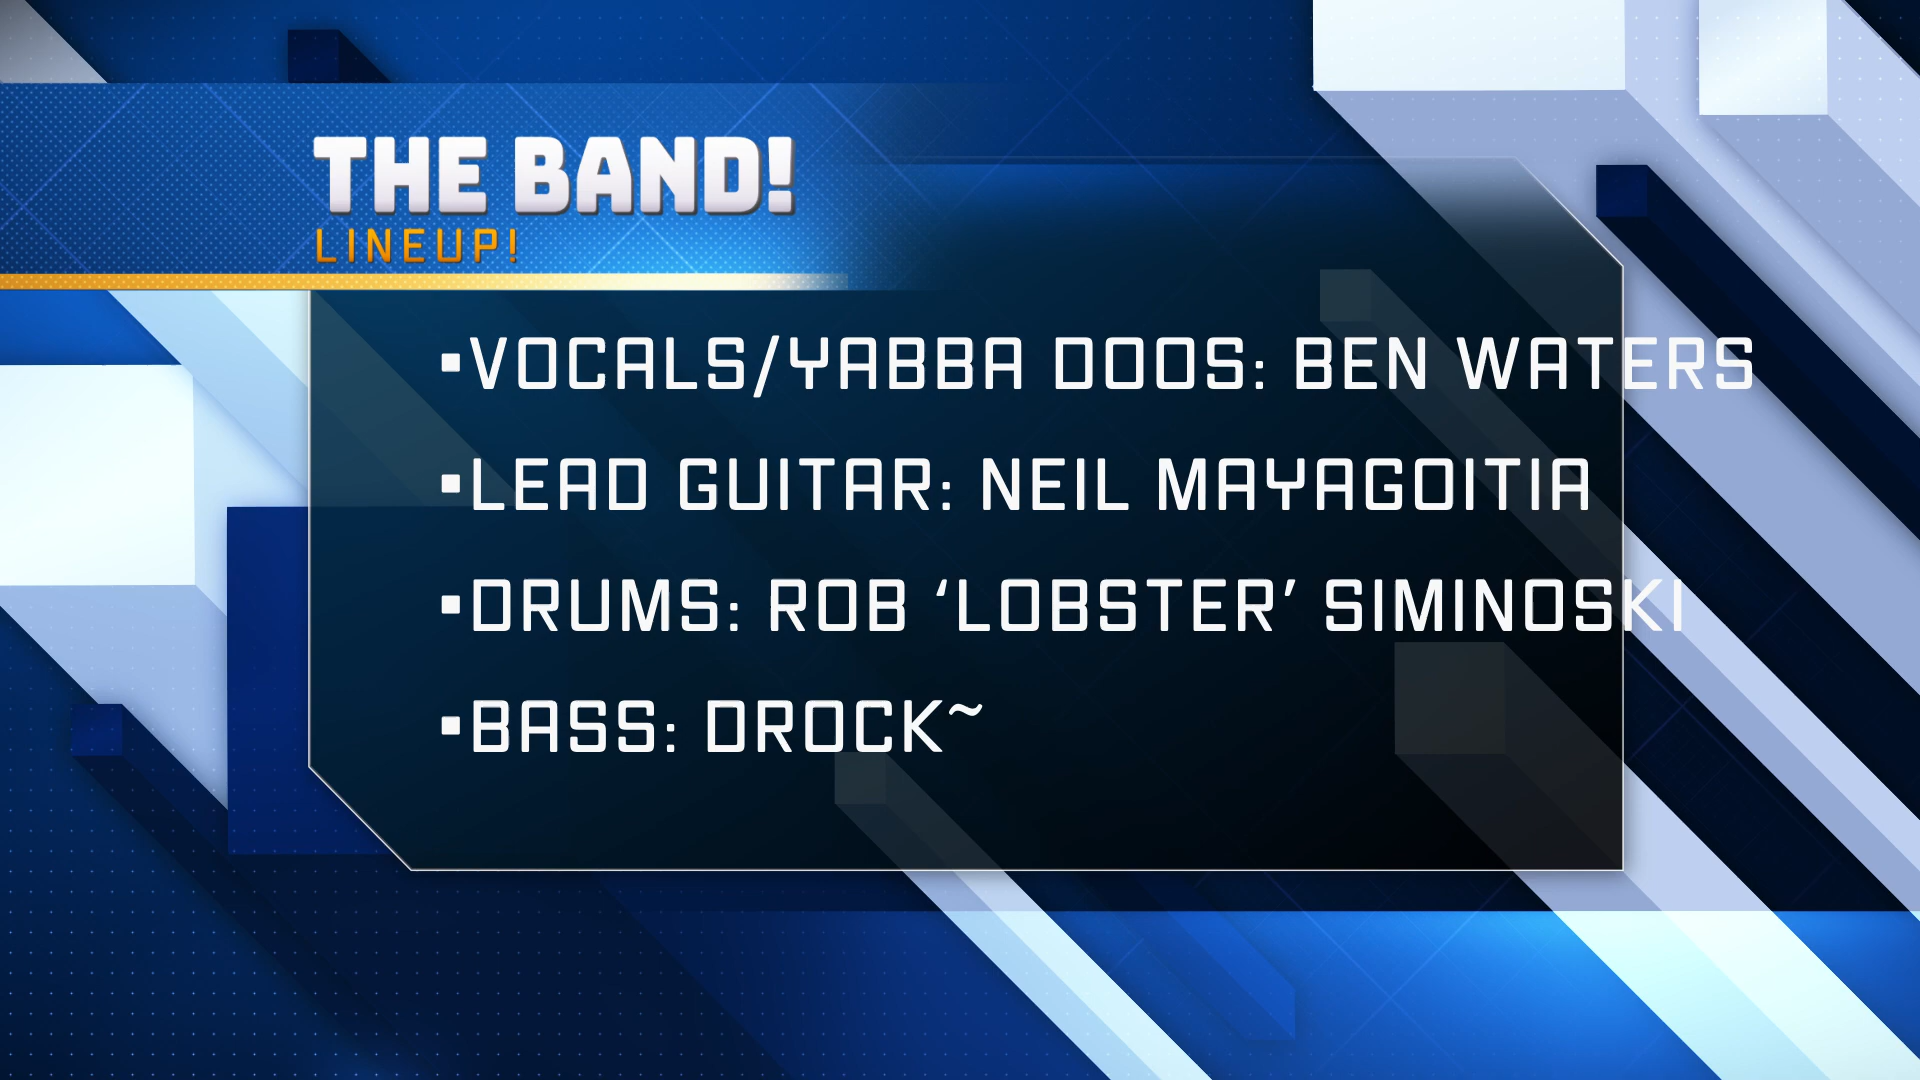 THE BAND!
LINEUP!
▪VOCALS/YABBA DOOS: BEN WATERS
▪LEAD GUITAR: NEIL MAYAGOITIA
▪DRUMS: ROB ‘LOBSTER’ SIMINOSKI
▪BASS: DROCK~